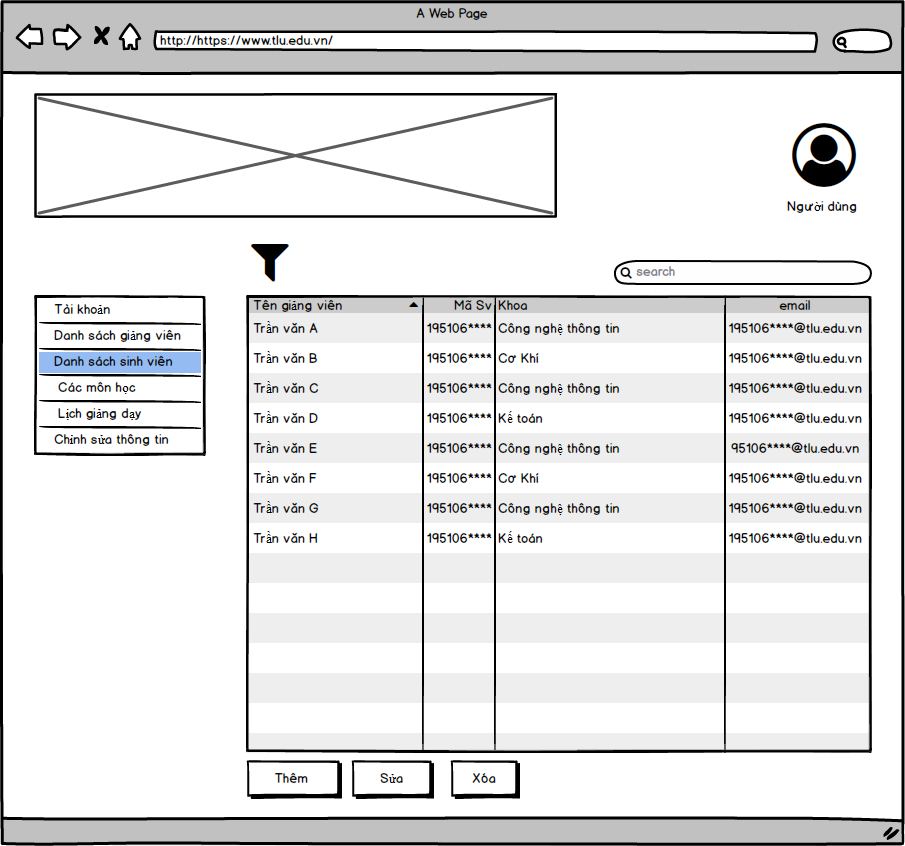 A Web Page
http://https://www.tlu.edu.vn/
Người dùng
search
Tài khoản
Danh sách giảng viên
Danh sách sinh viên
Các môn học
Lịch giảng dạy
Chỉnh sửa thông tin
Tên giảng viên Mã Sv Khoa email
Trần văn A 195106**** Công nghệ thông tin 195106****@tlu.edu.vn
Trần văn B 195106**** Cơ Khí 195106****@tlu.edu.vn
Trần văn C 195106**** Công nghệ thông tin 195106****@tlu.edu.vn
Trần văn D 195106**** Kế toán 195106****@tlu.edu.vn
Trần văn E 195106**** Công nghệ thông tin 95106****@tlu.edu.vn
Trần văn F 195106**** Cơ Khí 195106****@tlu.edu.vn
Trần văn G 195106**** Công nghệ thông tin 195106****@tlu.edu.vn
Trần văn H 195106**** Kế toán 195106****@tlu.edu.vn
Thêm Sửa Xóa